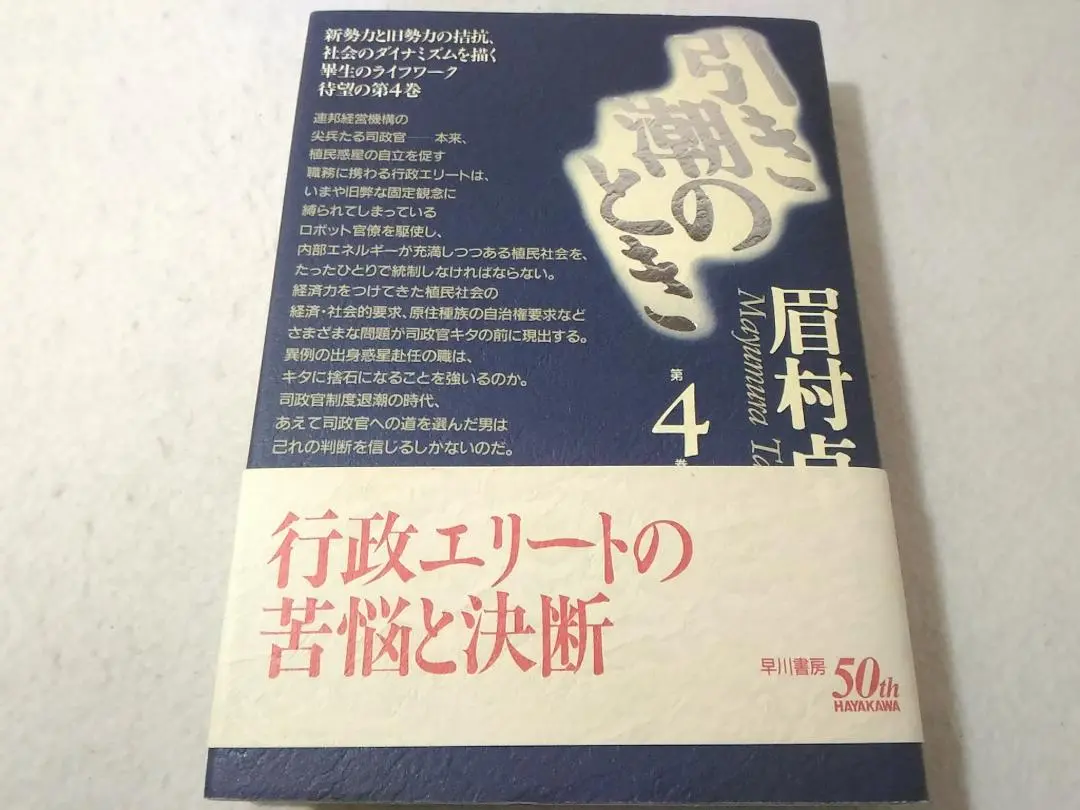 新勢力と旧勢力の拮抗、
社会のダイナミズムを描く
畢生のライフワーク
待望の第4巻
連邦経営機構の
尖兵たる司政官──本来、
植民惑星の自立を促す
職務に携わる行政エリートは、
いまや旧弊な固定観念に
縛られてしまっている
ロボット官僚を駆使し、
内部エネルギーが充満しつつある植民社会を、
たったひとりで統制しなければならない。
経済力をつけてきた植民社会の
経済・社会的要求、原住種族の自治権要求など
さまざまな問題が司政官キタの前に現出する。
異例の出身惑星赴任の職は、
キタに捨石になることを強いるのか。
司政官制度退潮の時代、
あえて司政官への道を選んだ男は
己れの判断を信じるしかないのだ。
引き
潮の
とき
眉村卓
Mayumura Ta
第
4
巻
行政エリートの
苦悩と決断
早川書房
50th
HAYAKAWA